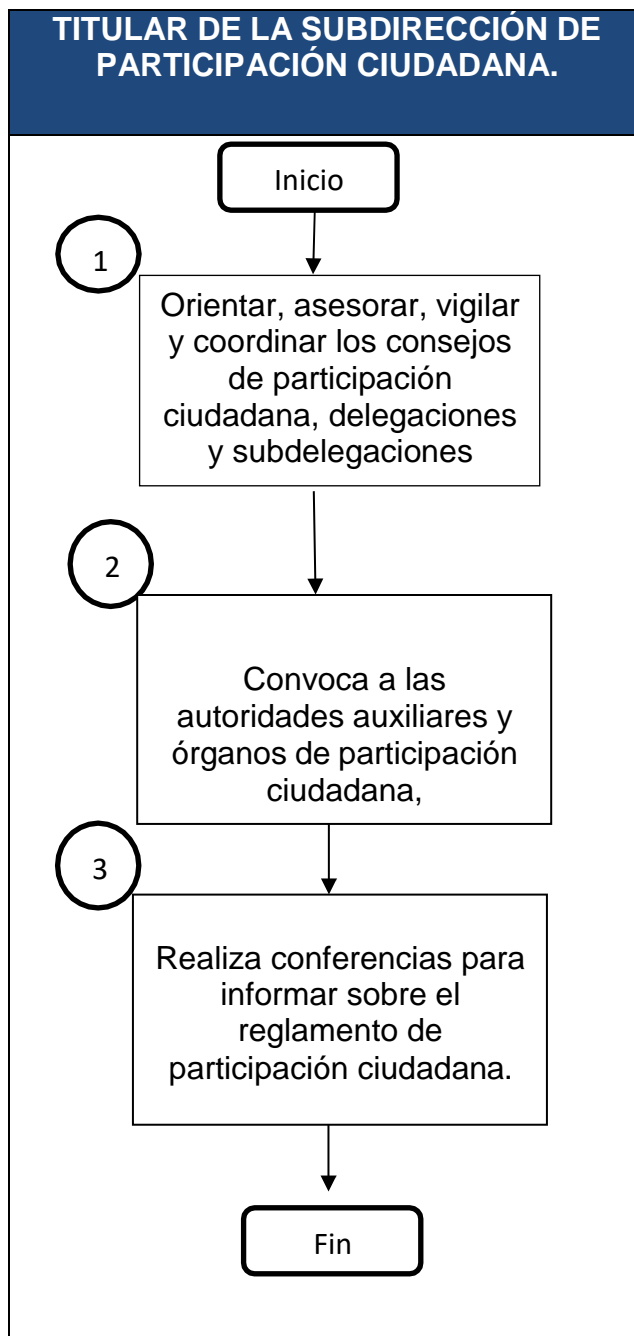 TITULAR DE LA SUBDIRECCIÓN DE
PARTICIPACIÓN CIUDADANA.
Inicio
1
Orientar, asesorar, vigilar
y coordinar los consejos
de participación
ciudadana, delegaciones
y subdelegaciones
2
Convoca a las
autoridades auxiliares y
órganos de participación
ciudadana,
3
Realiza conferencias para
informar sobre el
reglamento de
participación ciudadana.
Fin